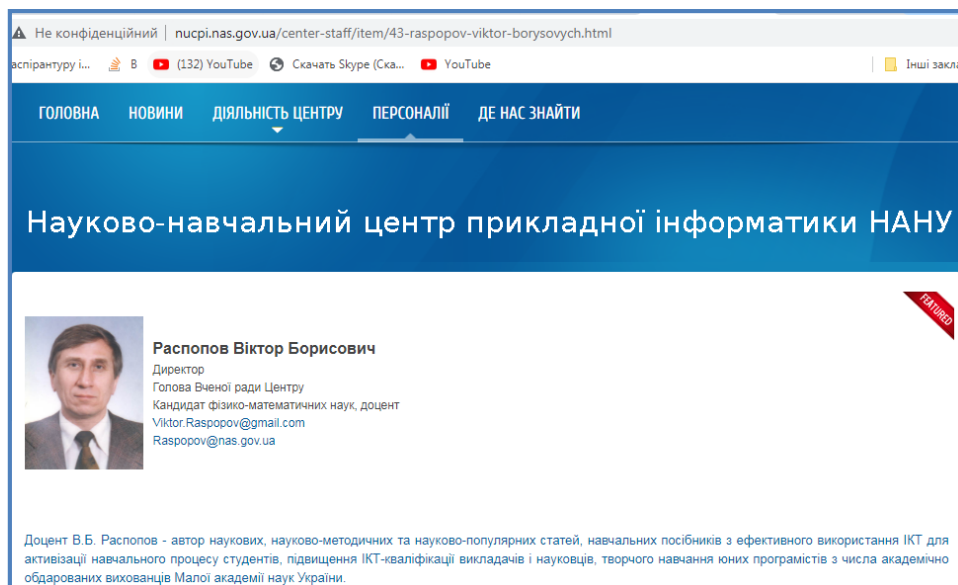 Не конфіденційний | nucpi.nas.gov.ua/center-staff/item/43-raspopov-viktor-borysovych.html
аспірантуру і... В (132) YouTube Скачать Skype (Ска... YouTube Інші закла
ГОЛОВНА НОВИНИ ДІЯЛЬНІСТЬ ЦЕНТРУ ПЕРСОНАЛІЇ ДЕ НАС ЗНАЙТИ
Науково-навчальний центр прикладної інформатики НАНУ
FEATURED
Распопов Віктор Борисович
Директор
Голова Вченої ради Центру
Кандидат фізико-математичних наук, доцент
Viktor.Raspopov@gmail.com
Raspopov@nas.gov.ua
Доцент В.Б. Распопов - автор наукових, науково-методичних та науково-популярних статей, навчальних посібників з ефективного використання ІКТ для
активізації навчального процесу студентів, підвищення ІКТ-кваліфікації викладачів і науковців, творчого навчання юних програмістів з числа академічно
обдарованих вихованців Малої академії наук України.